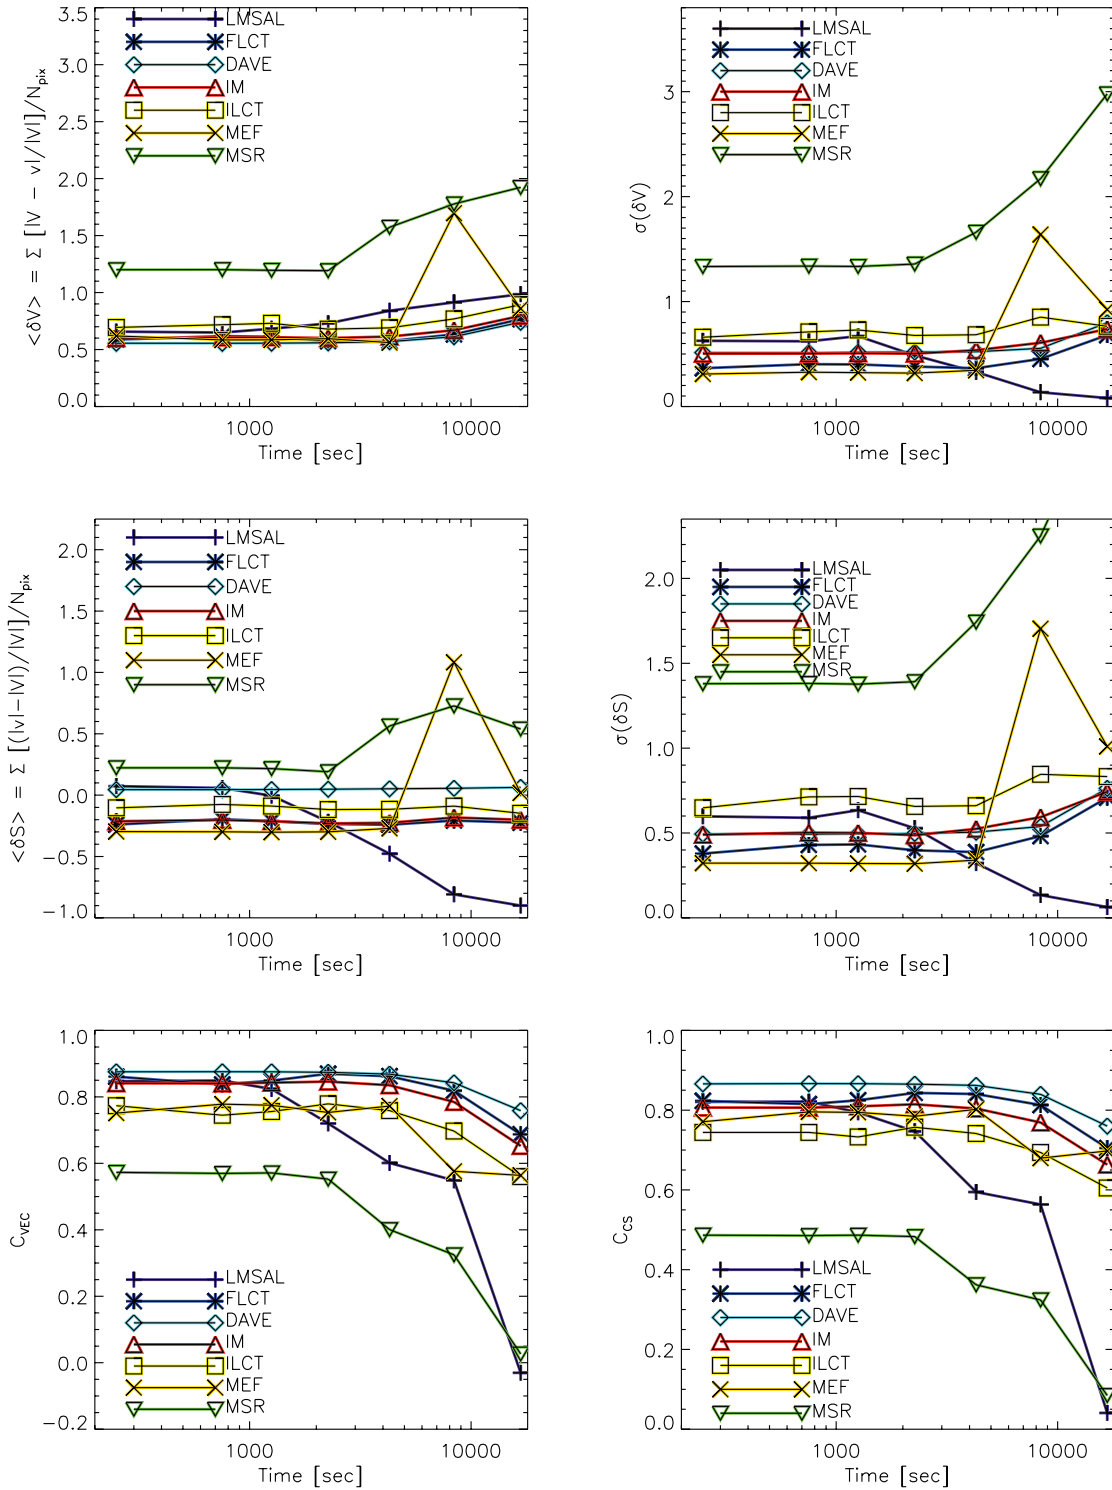 3.5
3.0
2.5
2.0
1.5
1.0
0.5
0.0
<δV> = Σ [|V - v|/|V|]/N_pix
LMSAL
FLCT
DAVE
IM
ILCT
MEF
MSR
1000 10000
Time [sec]
3
2
1
0
σ(δV)
LMSAL
FLCT
DAVE
IM
ILCT
MEF
MSR
1000 10000
Time [sec]
2.0
1.5
1.0
0.5
0.0
-0.5
-1.0
<δS> = Σ [(|v|-|V|)/|V|]/N_pix
LMSAL
FLCT
DAVE
IM
ILCT
MEF
MSR
1000 10000
Time [sec]
2.0
1.5
1.0
0.5
0.0
σ(δS)
LMSAL
FLCT
DAVE
IM
ILCT
MEF
MSR
1000 10000
Time [sec]
1.0
0.8
0.6
0.4
0.2
0.0
-0.2
C_VEC
LMSAL
FLCT
DAVE
IM
ILCT
MEF
MSR
1000 10000
Time [sec]
1.0
0.8
0.6
0.4
0.2
0.0
C_CS
LMSAL
FLCT
DAVE
IM
ILCT
MEF
MSR
1000 10000
Time [sec]